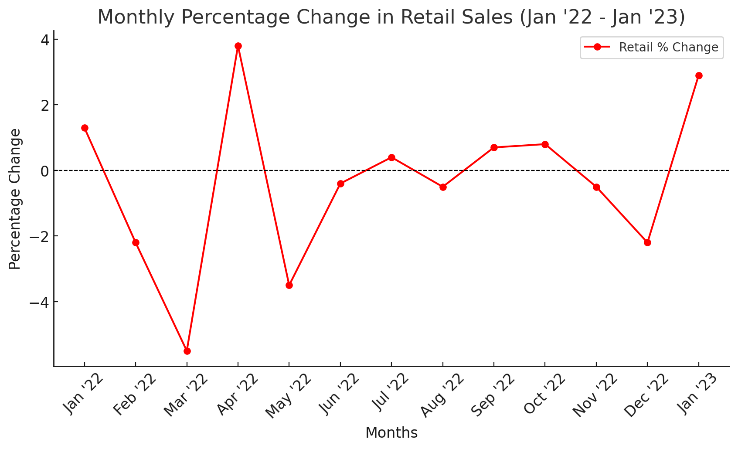 Monthly Percentage Change in Retail Sales (Jan '22 - Jan '23)
Retail % Change
4
2
0
−2
−4
Percentage Change
Jan '22
Feb '22
Mar '22
Apr '22
May '22
Jun '22
Jul '22
Aug '22
Sep '22
Oct '22
Nov '22
Dec '22
Jan '23
Months